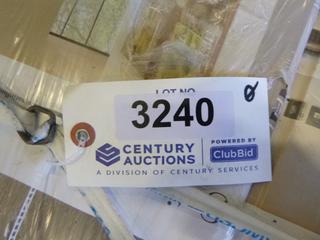 LOT NO.
3240
CENTURY
AUCTIONS
POWERED BY
ClubBid
A DIVISION OF CENTURY SERVICES